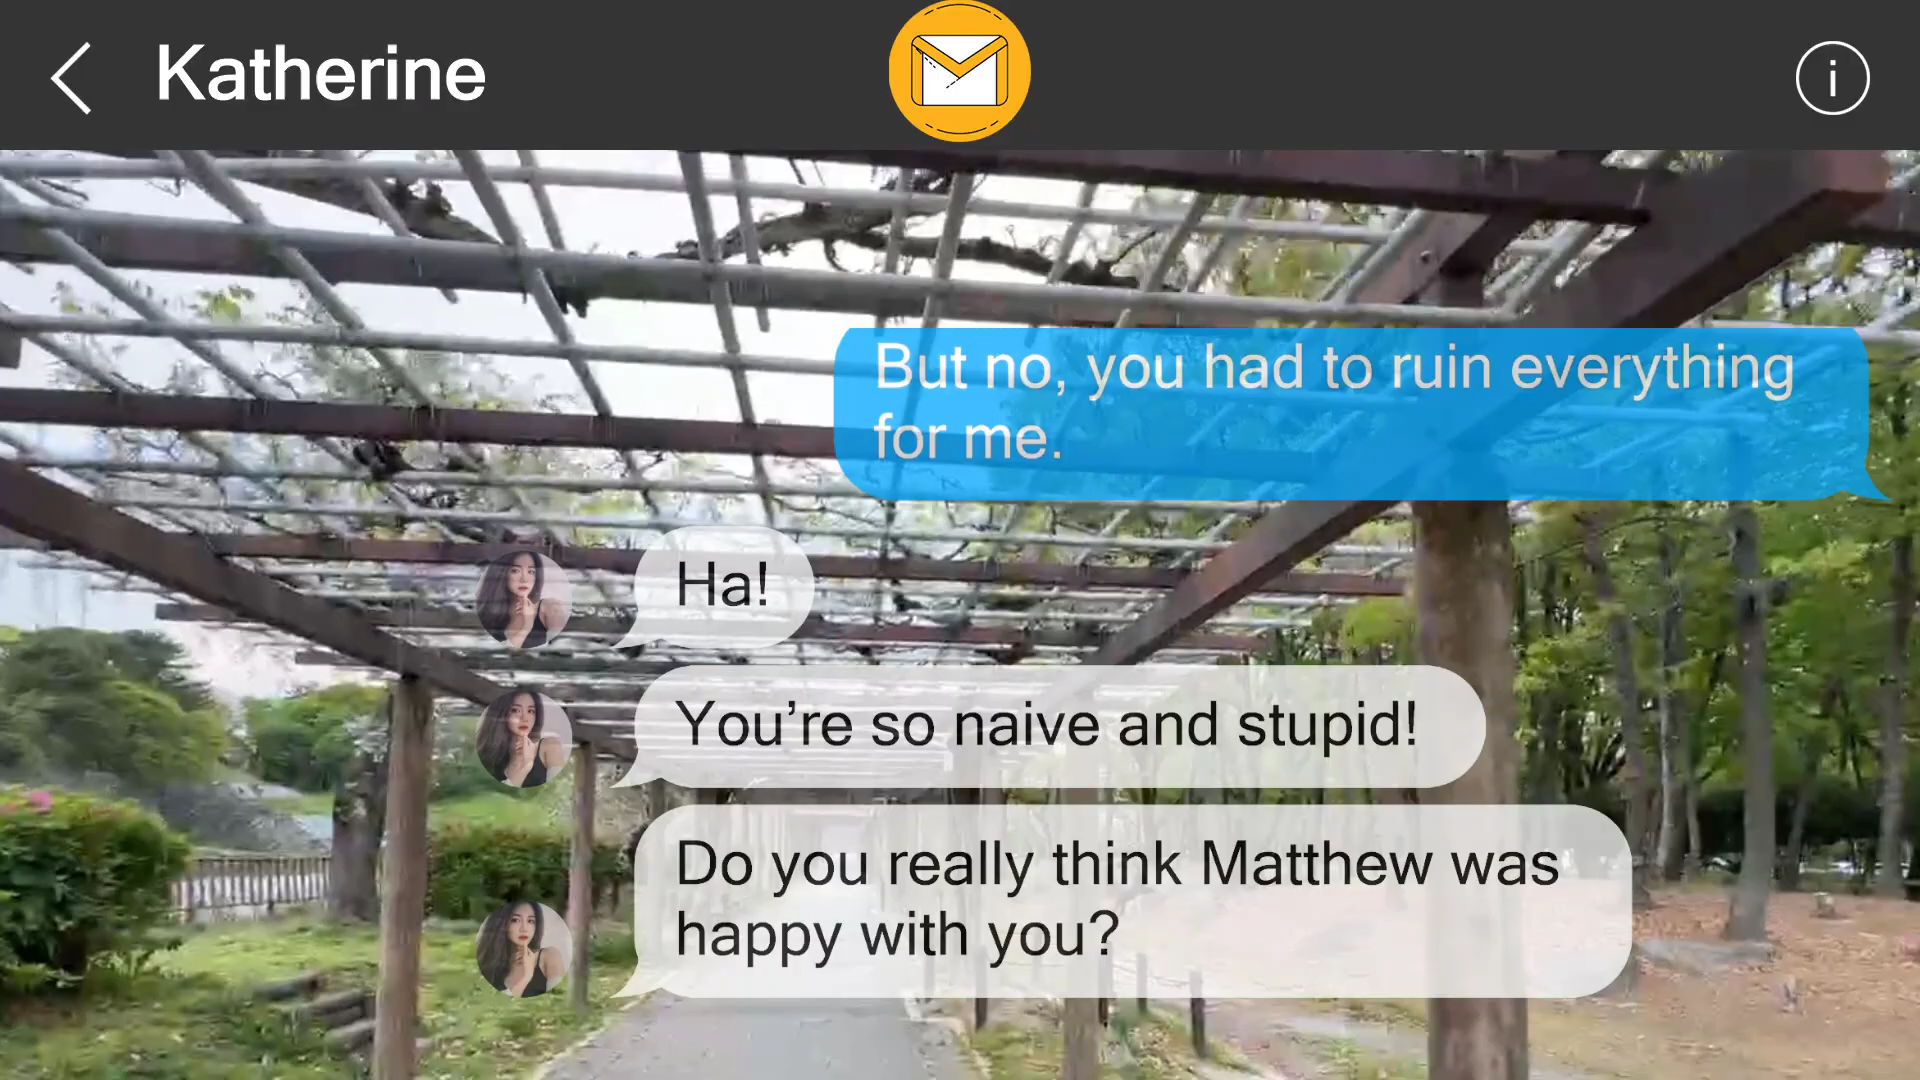 Katherine
i
But no, you had to ruin everything
for me.
Ha!
You’re so naive and stupid!
Do you really think Matthew was
happy with you?